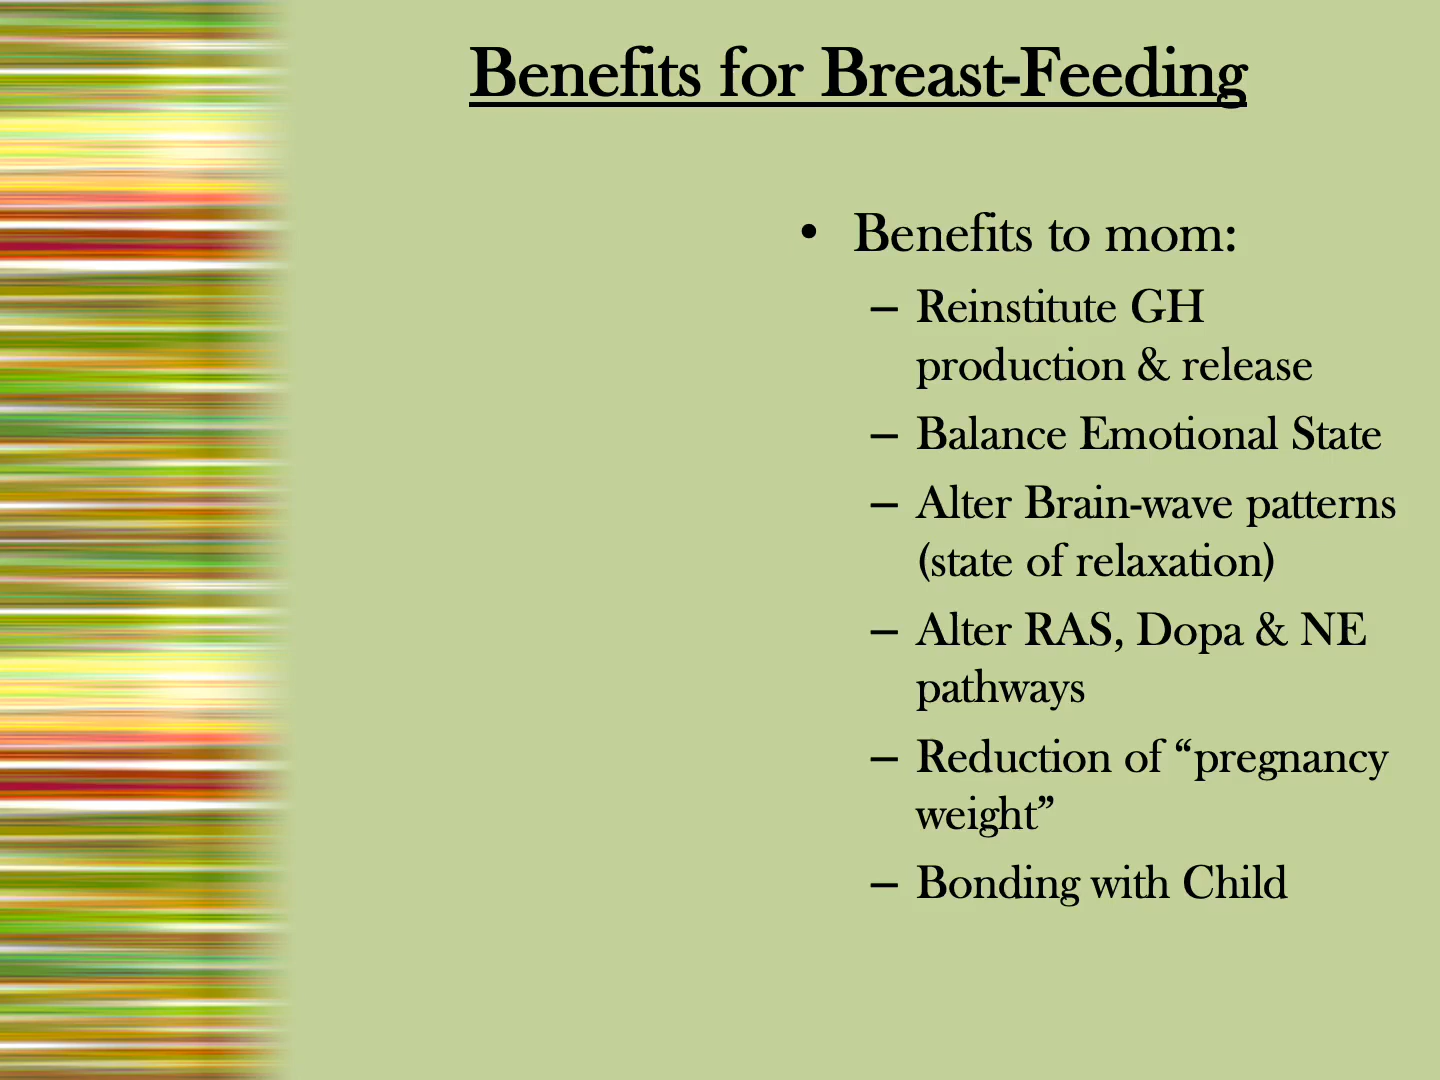 Benefits for Breast-Feeding
• Benefits to mom:
– Reinstitute GH
production & release
– Balance Emotional State
– Alter Brain-wave patterns
(state of relaxation)
– Alter RAS, Dopa & NE
pathways
– Reduction of “pregnancy
weight”
– Bonding with Child